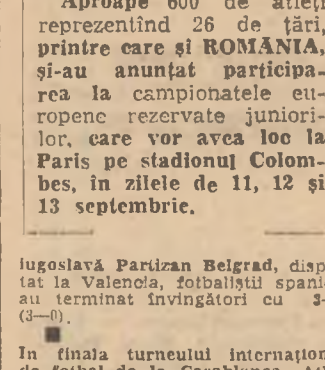 Aproape 600 de atleți
reprezentînd 26 de țări,
printre care și ROMÂNIA,
și-au anunțat participa-
rea la campionatele eu-
ropene rezervate juniori-
lor, care vor avea loc la
Paris pe stadionul Colom-
bes, în zilele de 11, 12 și
13 septembrie.
iugoslavă Partizan Belgrad, disp
tat la Valencia, fotbaliștii spani
au terminat învingători cu 3-
(3—0).
In finala turneului internațion
de fotbal de la Casablanca,